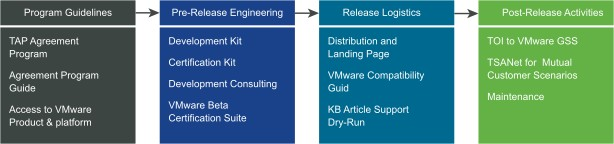 Program Guidelines
TAP Agreement
Program
Agreement Program
Guide
Access to VMware
Product & platform
Pre-Release Engineering
Development Kit
Certification Kit
Development Consulting
VMware Beta
Certification Suite
Release Logistics
Distribution and
Landing Page
VMware Compatibility
Guid
KB Article Support
Dry-Run
Post-Release Activities
TOI to VMware GSS
TSANet for Mutual
Customer Scenarios
Maintenance